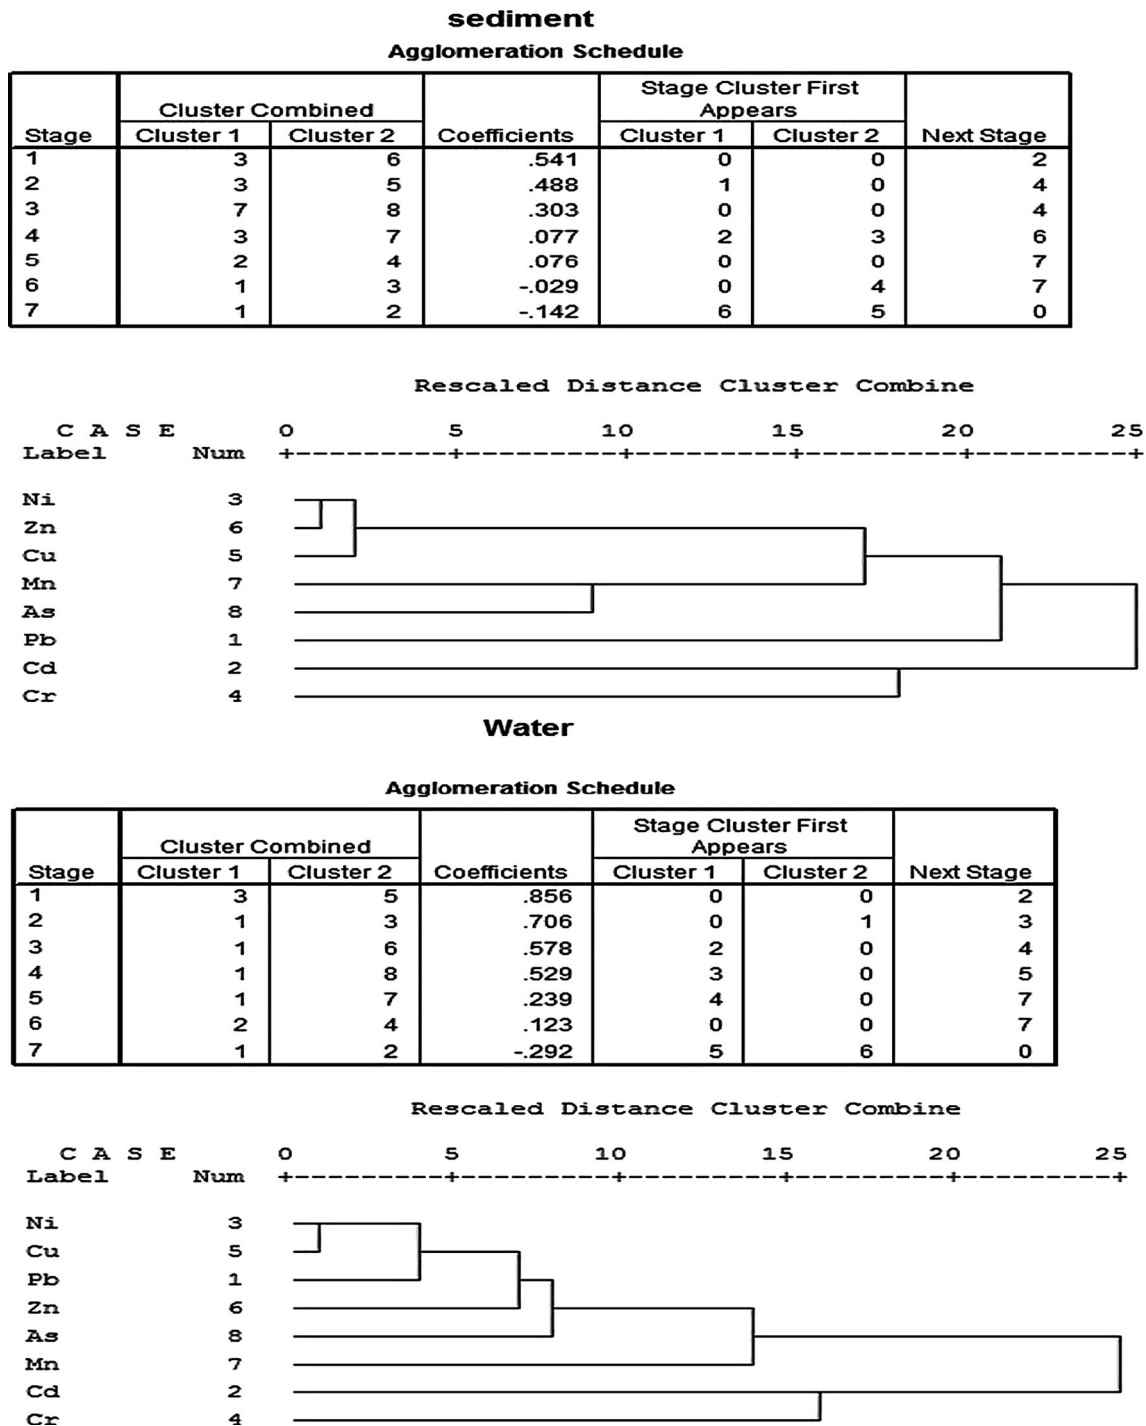 sediment
Agglomeration Schedule
Stage Cluster First
Cluster Combined Appears
Stage Cluster 1 Cluster 2 Coefficients Cluster 1 Cluster 2 Next Stage
1 3 6 .541 0 0 2
2 3 5 .488 1 0 4
3 7 8 .303 0 0 4
4 3 7 .077 2 3 6
5 2 4 .076 0 0 7
6 1 3 -.029 0 4 7
7 1 2 -.142 6 5 0
Rescaled Distance Cluster Combine
C A S E 0 5 10 15 20 25
Label Num +---------+---------+---------+---------+---------+
Ni 3
Zn 6
Cu 5
Mn 7
As 8
Pb 1
Cd 2
Cr 4
Water
Agglomeration Schedule
Stage Cluster First
Cluster Combined Appears
Stage Cluster 1 Cluster 2 Coefficients Cluster 1 Cluster 2 Next Stage
1 3 5 .856 0 0 2
2 1 3 .706 0 1 3
3 1 6 .578 2 0 4
4 1 8 .529 3 0 5
5 1 7 .239 4 0 7
6 2 4 .123 0 0 7
7 1 2 -.292 5 6 0
Rescaled Distance Cluster Combine
C A S E 0 5 10 15 20 25
Label Num +---------+---------+---------+---------+---------+
Ni 3
Cu 5
Pb 1
Zn 6
As 8
Mn 7
Cd 2
Cr 4